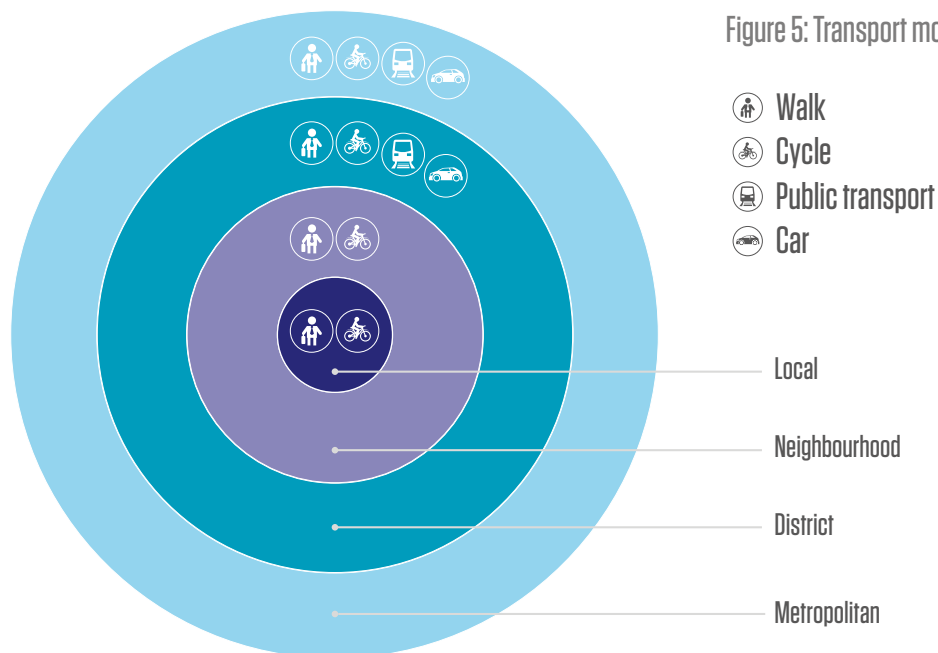 Figure 5: Transport mo
Walk
Cycle
Public transport
Car
Local
Neighbourhood
District
Metropolitan